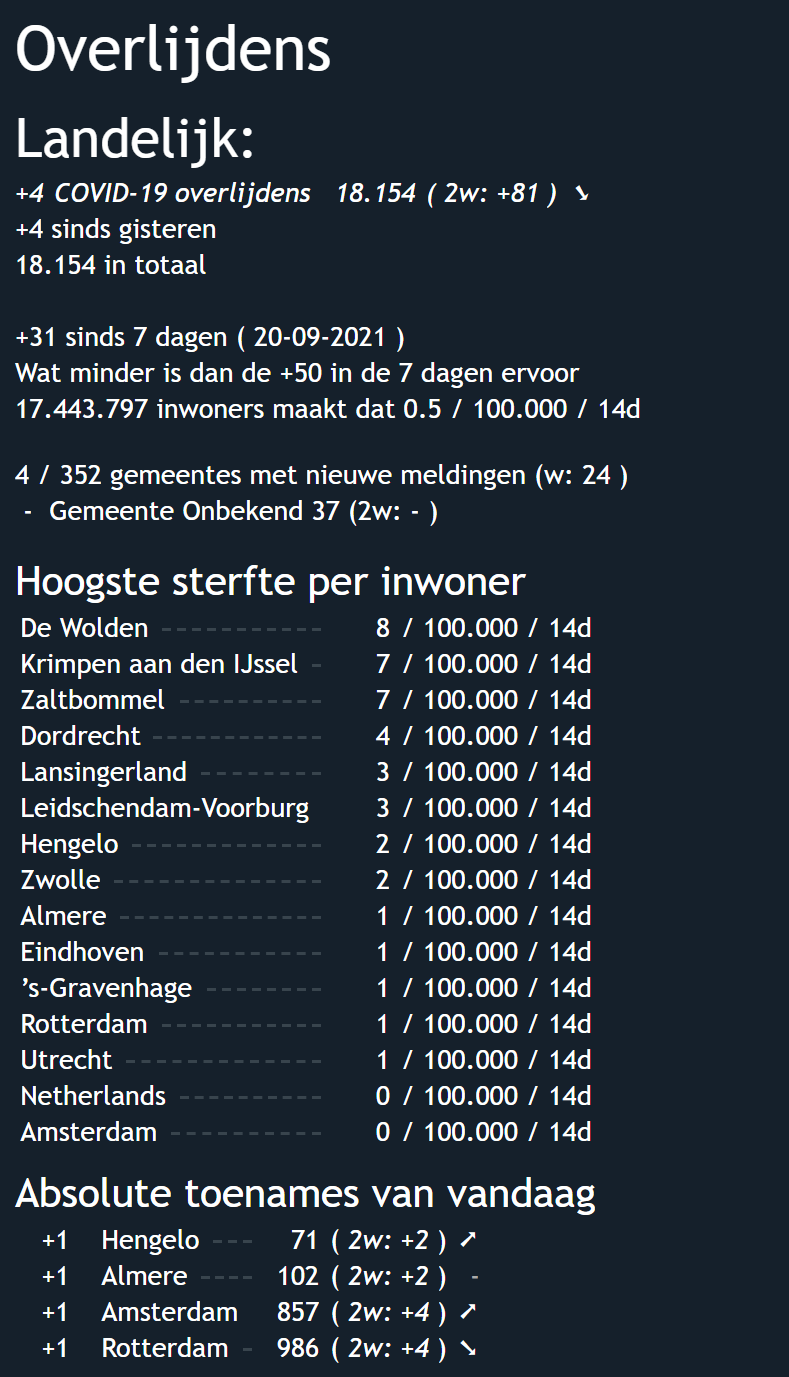 Overlijdens
Landelijk:
+4 COVID-19 overlijdens 18.154 ( 2w: +81 ) ➘
+4 sinds gisteren
18.154 in totaal
+31 sinds 7 dagen ( 20-09-2021 )
Wat minder is dan de +50 in de 7 dagen ervoor
17.443.797 inwoners maakt dat 0.5 / 100.000 / 14d
4 / 352 gemeentes met nieuwe meldingen (w: 24 )
- Gemeente Onbekend 37 (2w: - )
Hoogste sterfte per inwoner
De Wolden ----------- 8 / 100.000 / 14d
Krimpen aan den IJssel - 7 / 100.000 / 14d
Zaltbommel ---------- 7 / 100.000 / 14d
Dordrecht ------------ 4 / 100.000 / 14d
Lansingerland -------- 3 / 100.000 / 14d
Leidschendam-Voorburg 3 / 100.000 / 14d
Hengelo ------------- 2 / 100.000 / 14d
Zwolle -------------- 2 / 100.000 / 14d
Almere -------------- 1 / 100.000 / 14d
Eindhoven ----------- 1 / 100.000 / 14d
’s-Gravenhage -------- 1 / 100.000 / 14d
Rotterdam ----------- 1 / 100.000 / 14d
Utrecht ------------- 1 / 100.000 / 14d
Netherlands ---------- 0 / 100.000 / 14d
Amsterdam ---------- 0 / 100.000 / 14d
Absolute toenames van vandaag
+1 Hengelo --- 71 ( 2w: +2 ) ➚
+1 Almere ---- 102 ( 2w: +2 ) -
+1 Amsterdam 857 ( 2w: +4 ) ➚
+1 Rotterdam - 986 ( 2w: +4 ) ➘